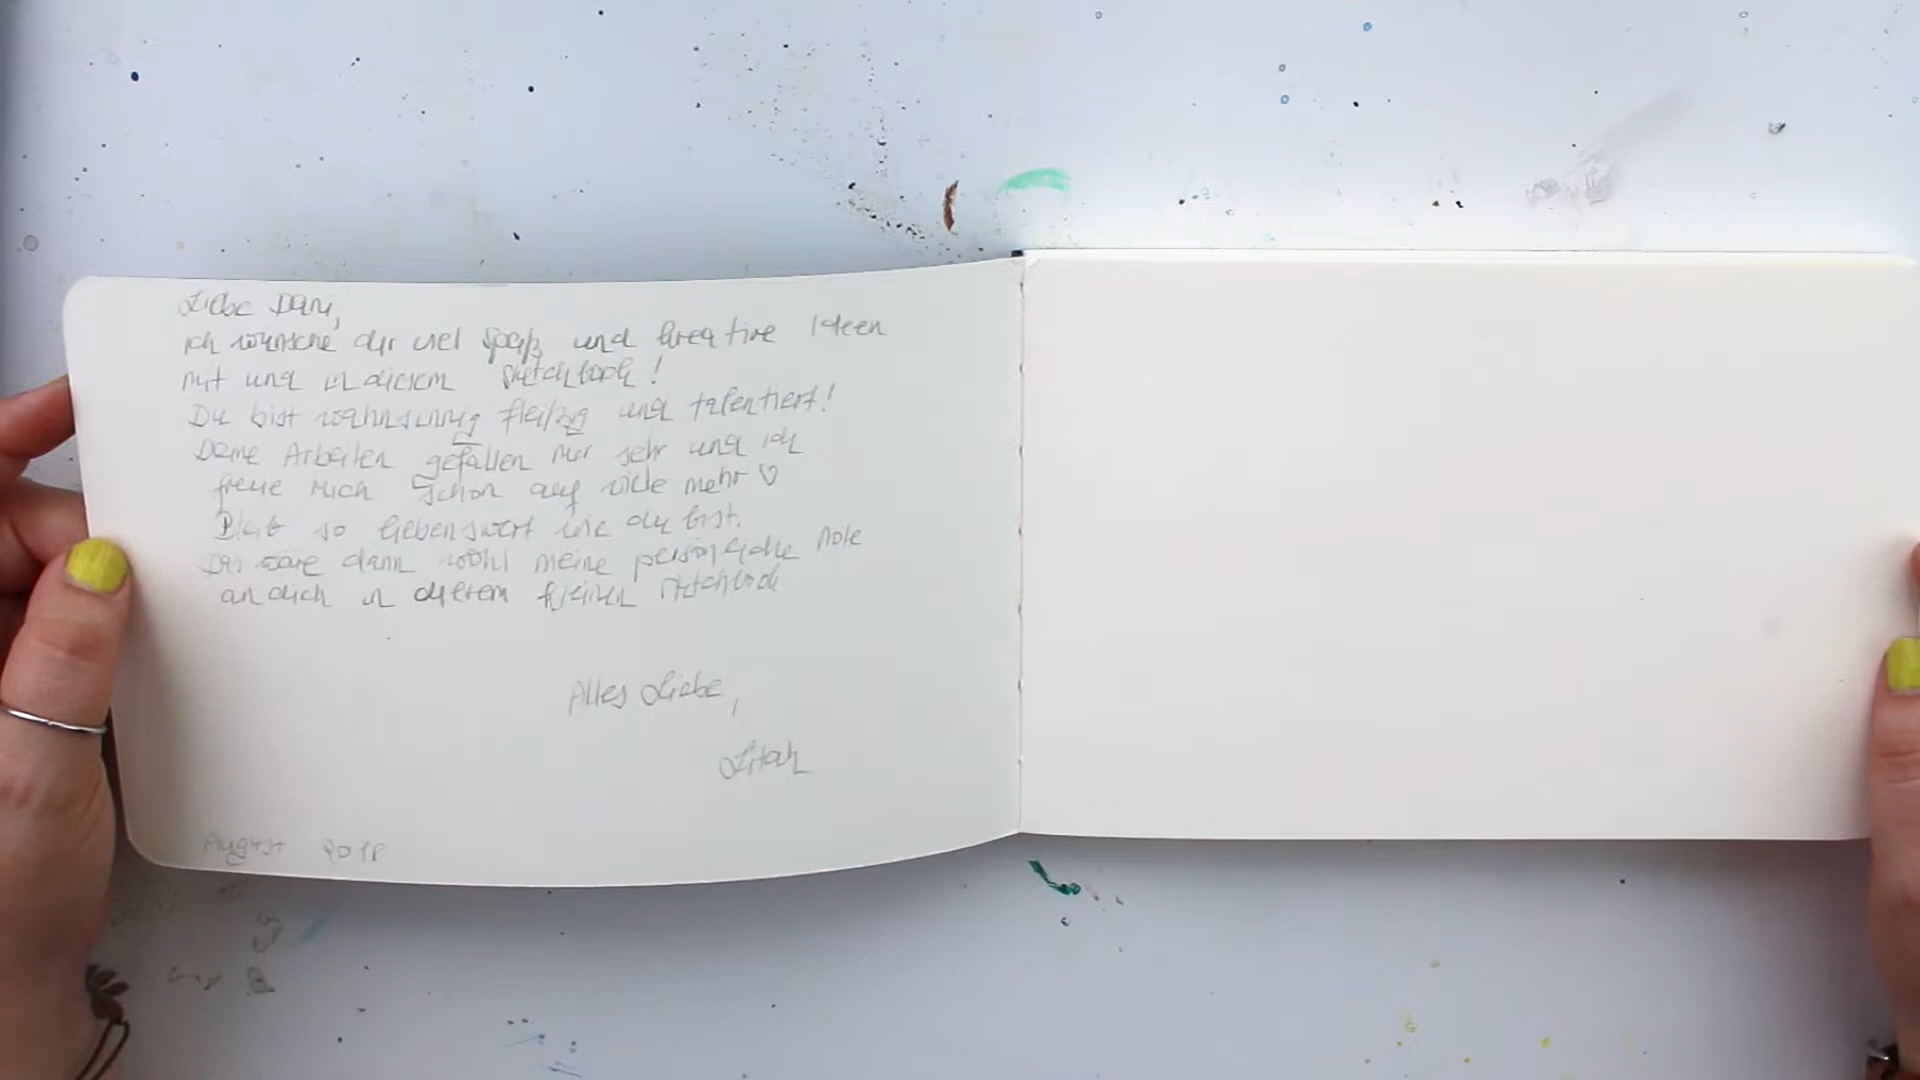 Liebe Dani,
ich wünsche dir viel Spaß und kreative Ideen
mit und in diesem Sketchbook!
Du bist wahnsinnig fleißig und talentiert!
Deine Arbeiten gefallen mir sehr und ich
freue mich schon auf viele mehr ♡
Bleib so liebenswert wie du bist.
Das wäre dann wohl meine persönliche Note
an dich in diesem kleinen Sketchbook
Alles Liebe,
August 2018